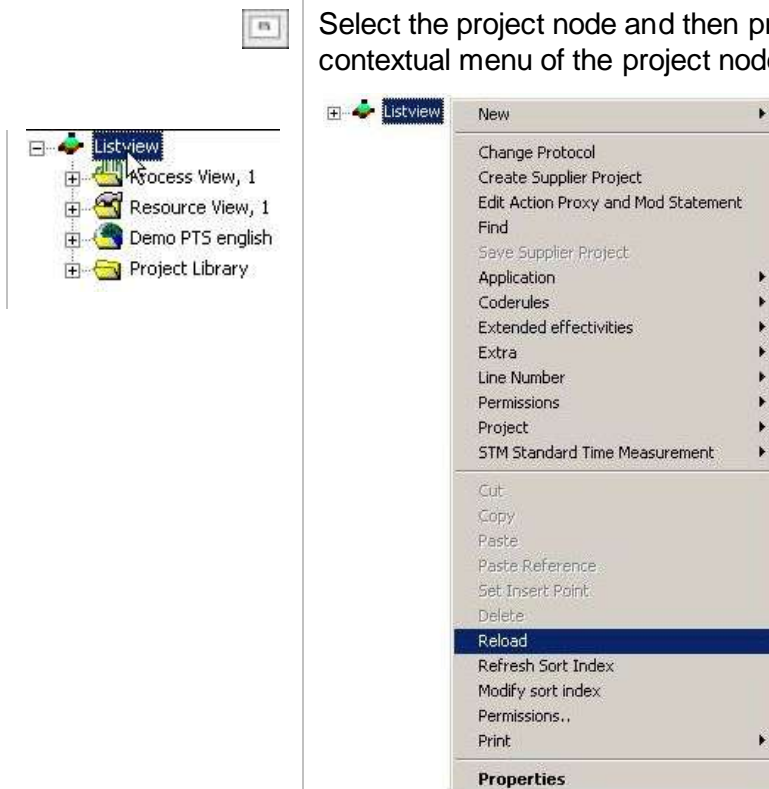 Select the project node and then pr
contextual menu of the project node
Listview
Process View, 1
Resource View, 1
Demo PTS english
Project Library
Listview
New
Change Protocol
Create Supplier Project
Edit Action Proxy and Mod Statement
Find
Save Supplier Project
Application
Coderules
Extended effectivities
Extra
Line Number
Permissions
Project
STM Standard Time Measurement
Cut
Copy
Paste
Paste Reference
Set Insert Point
Delete
Reload
Refresh Sort Index
Modify sort index
Permissions..
Print
Properties